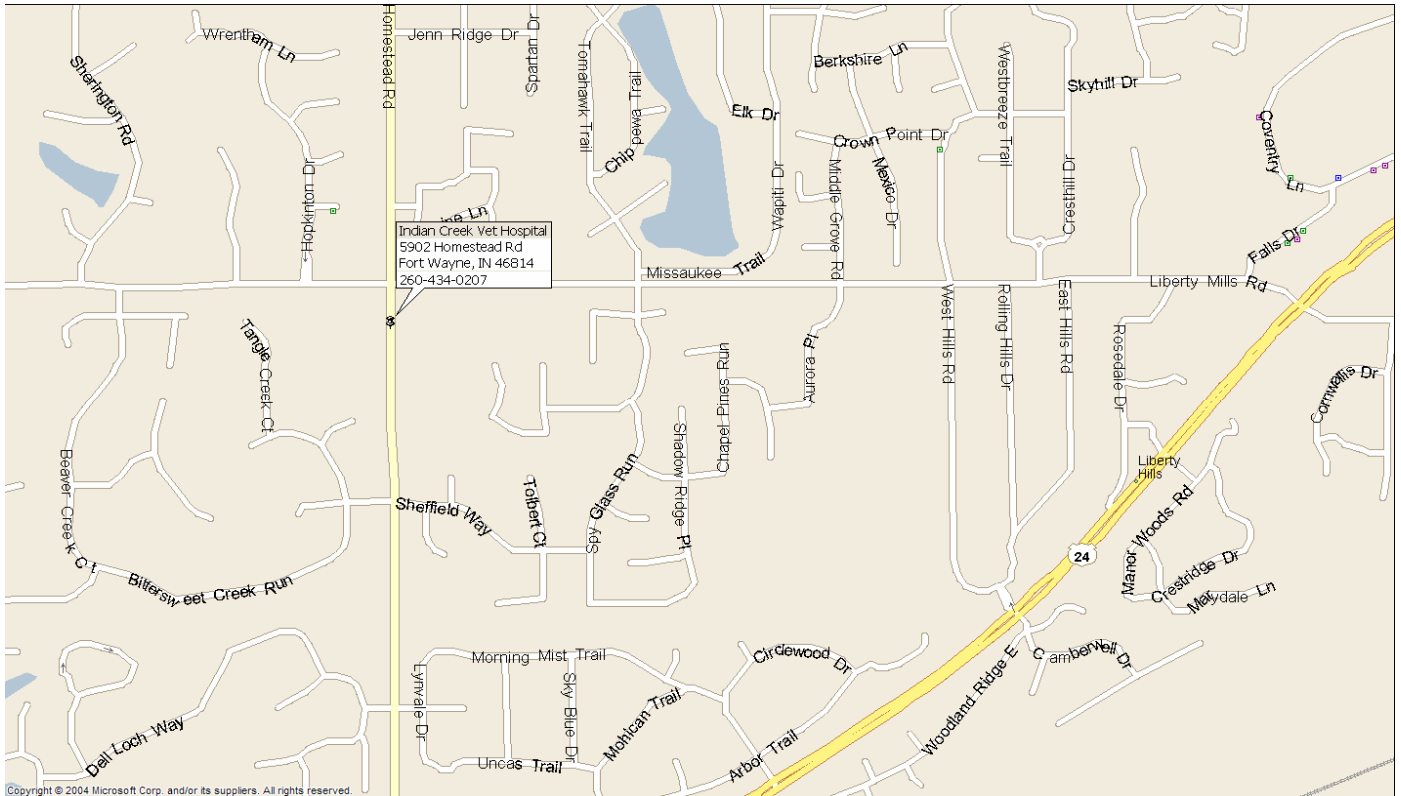 Wrentham Ln
Homestead Rd
Jenn Ridge Dr
Spartan Dr
Tomahawk Trail
Chippewa Trail
Sherington Rd
Elk Dr
Berkshire Ln
Westbreeze Trail
Skyhill Dr
Crown Point Dr
Coventry Ln
Hopkinton Dr
Wapiti Dr
Middle Grove Rd
Mexico Dr
Cresthill Dr
Ln
Indian Creek Vet Hospital
5902 Homestead Rd
Fort Wayne, IN 46814
260-434-0207
Missaukee Trail
Falls Dr
Liberty Mills Rd
Tangle Creek Ct
West Hills Rd
Rolling Hills Dr
East Hills Rd
Rosedale Dr
Aurora Pl
Chapel Pines Run
Cornwallis Dr
Shadow Ridge Pl
Beaver Creek Ct
Liberty
Hills
Sheffield Way
Tolbert Ct
Spy Glass Run
Manor Woods Rd
24
Bittersweet Creek Run
Crestridge Dr
Marydale Ln
Morning Mist Trail
Circlewood Dr
Camberwell Dr
Lynvale Dr
Sky Blue Dr
Mohican Trail
Woodland Ridge E
Dell Loch Way
Uncas Trail
Arbor Trail
Copyright © 2004 Microsoft Corp. and/or its suppliers. All rights reserved.